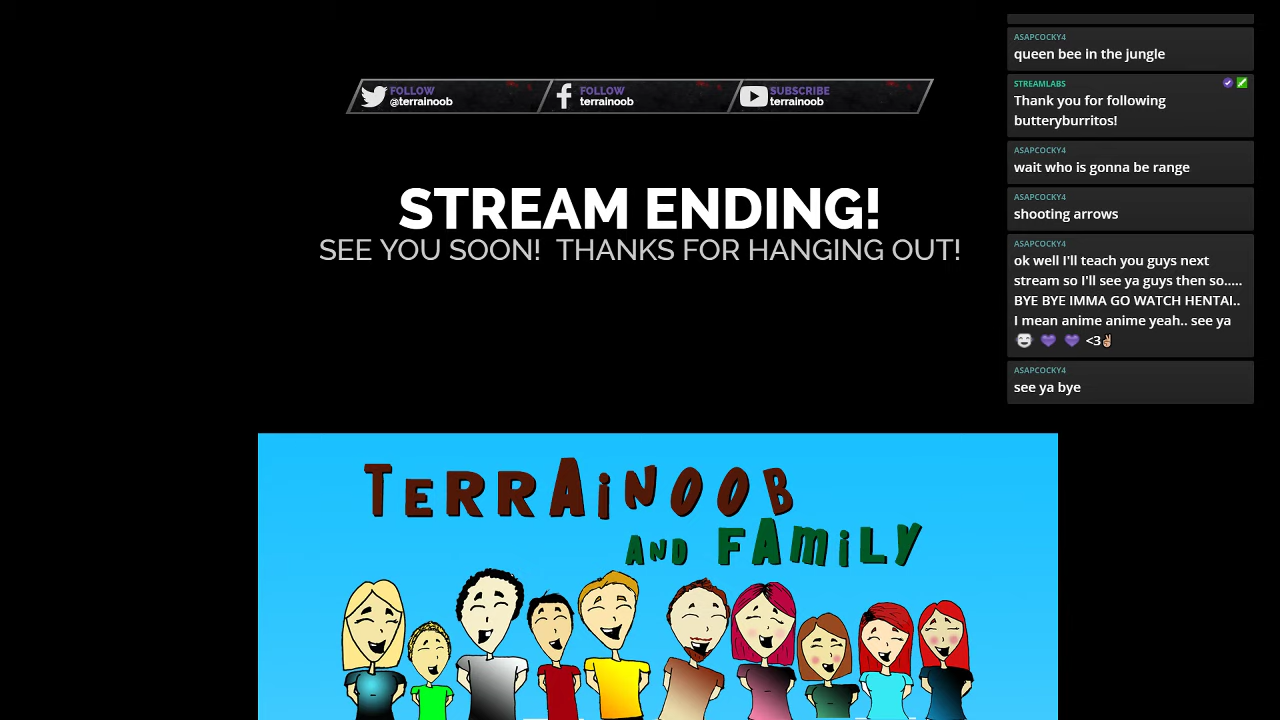 FOLLOW
@terrainoob
FOLLOW
terrainoob
SUBSCRIBE
terrainoob
STREAM ENDING!
SEE YOU SOON!  THANKS FOR HANGING OUT!
TERRAiNOOB
AND FAMiLY
ASAPCOCKY4
queen bee in the jungle
STREAMLABS
Thank you for following
butteryburritos!
ASAPCOCKY4
wait who is gonna be range
ASAPCOCKY4
shooting arrows
ASAPCOCKY4
ok well I'll teach you guys next
stream so I'll see ya guys then so.....
BYE BYE IMMA GO WATCH HENTAI..
I mean anime anime yeah.. see ya
<3✌🏼
ASAPCOCKY4
see ya bye